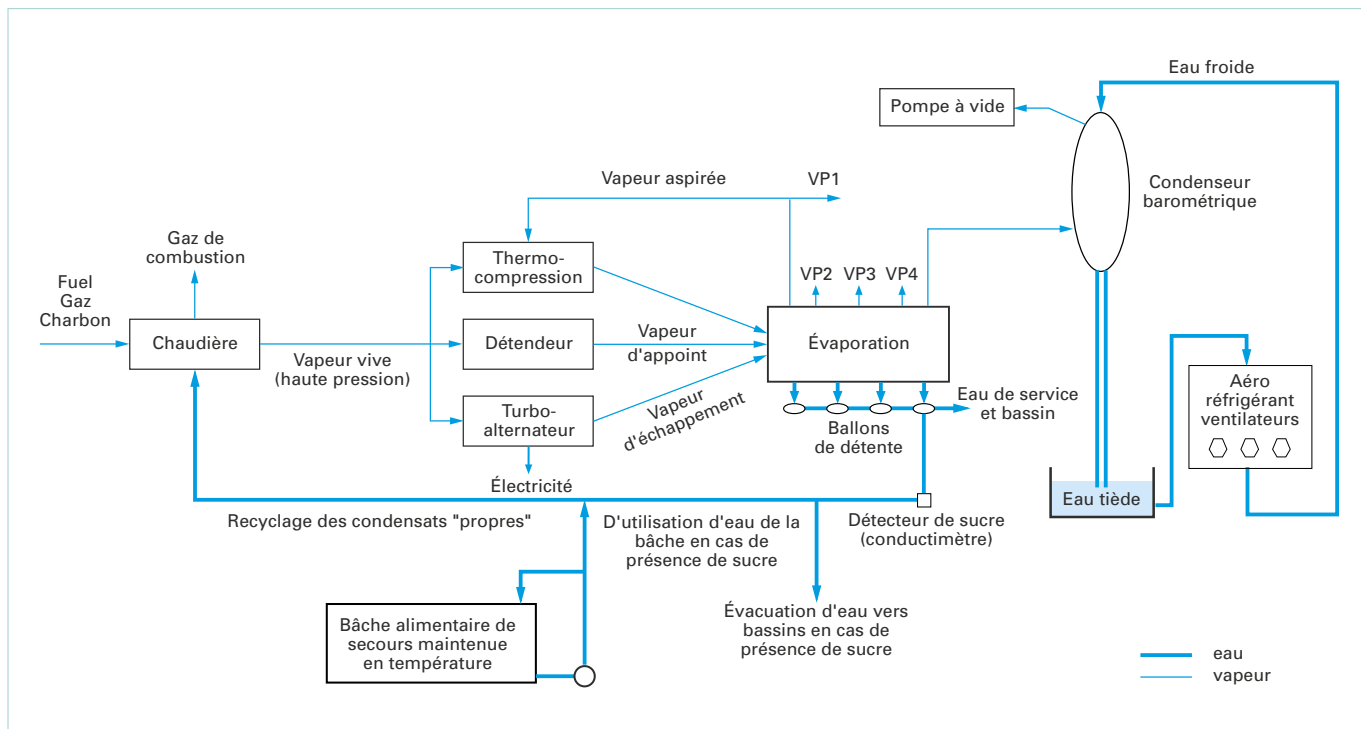 Eau froide
Pompe à vide
Vapeur aspirée
VP1
Condenseur
barométrique
Gaz de
combustion
Thermo-
compression
Fuel
Gaz
Charbon
VP2
VP3
VP4
Chaudière
Vapeur vive
(haute pression)
Détendeur
Vapeur
d'appoint
Évaporation
Turbo-
alternateur
Vapeur
d'échappement
Eau de service
et bassin
Ballons
de détente
Aéro
réfrigérant
ventilateurs
Électricité
Eau tiède
Recyclage des condensats "propres"
D'utilisation d'eau de la
bâche en cas de
présence de sucre
Détecteur de sucre
(conductimètre)
Bâche alimentaire de
secours maintenue
en température
Évacuation d'eau vers
bassins en cas de
présence de sucre
eau
vapeur